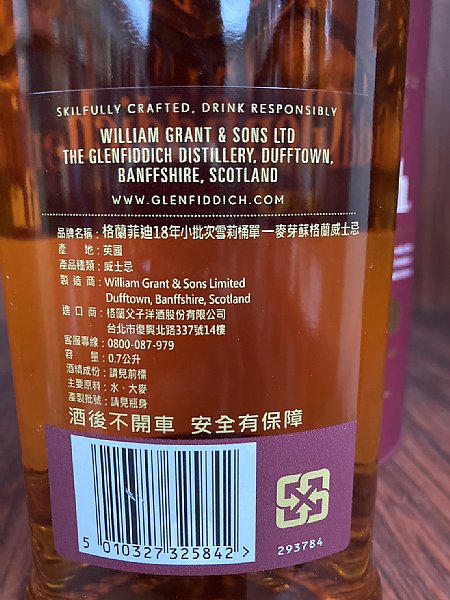 SKILFULLY CRAFTED. DRINK RESPONSIBLY
WILLIAM GRANT & SONS LTD
THE GLENFIDDICH DISTILLERY, DUFFTOWN,
BANFFSHIRE, SCOTLAND
WWW.GLENFIDDICH.COM
品牌名稱：格蘭菲迪18年小批次雪莉桶單一麥芽蘇格蘭威士忌
產　　地：英國
產品種類：威士忌
製 造 商：William Grant & Sons Limited
Dufftown, Banffshire, Scotland
進 口 商：格蘭父子洋酒股份有限公司
台北市復興北路337號14樓
客服專線：0800-087-979
容　　量：0.7公升
酒精成份：請見前標
主要原料：水、大麥
產製批號：請見瓶身
酒後不開車 安全有保障
5 010327 325842 >
293784